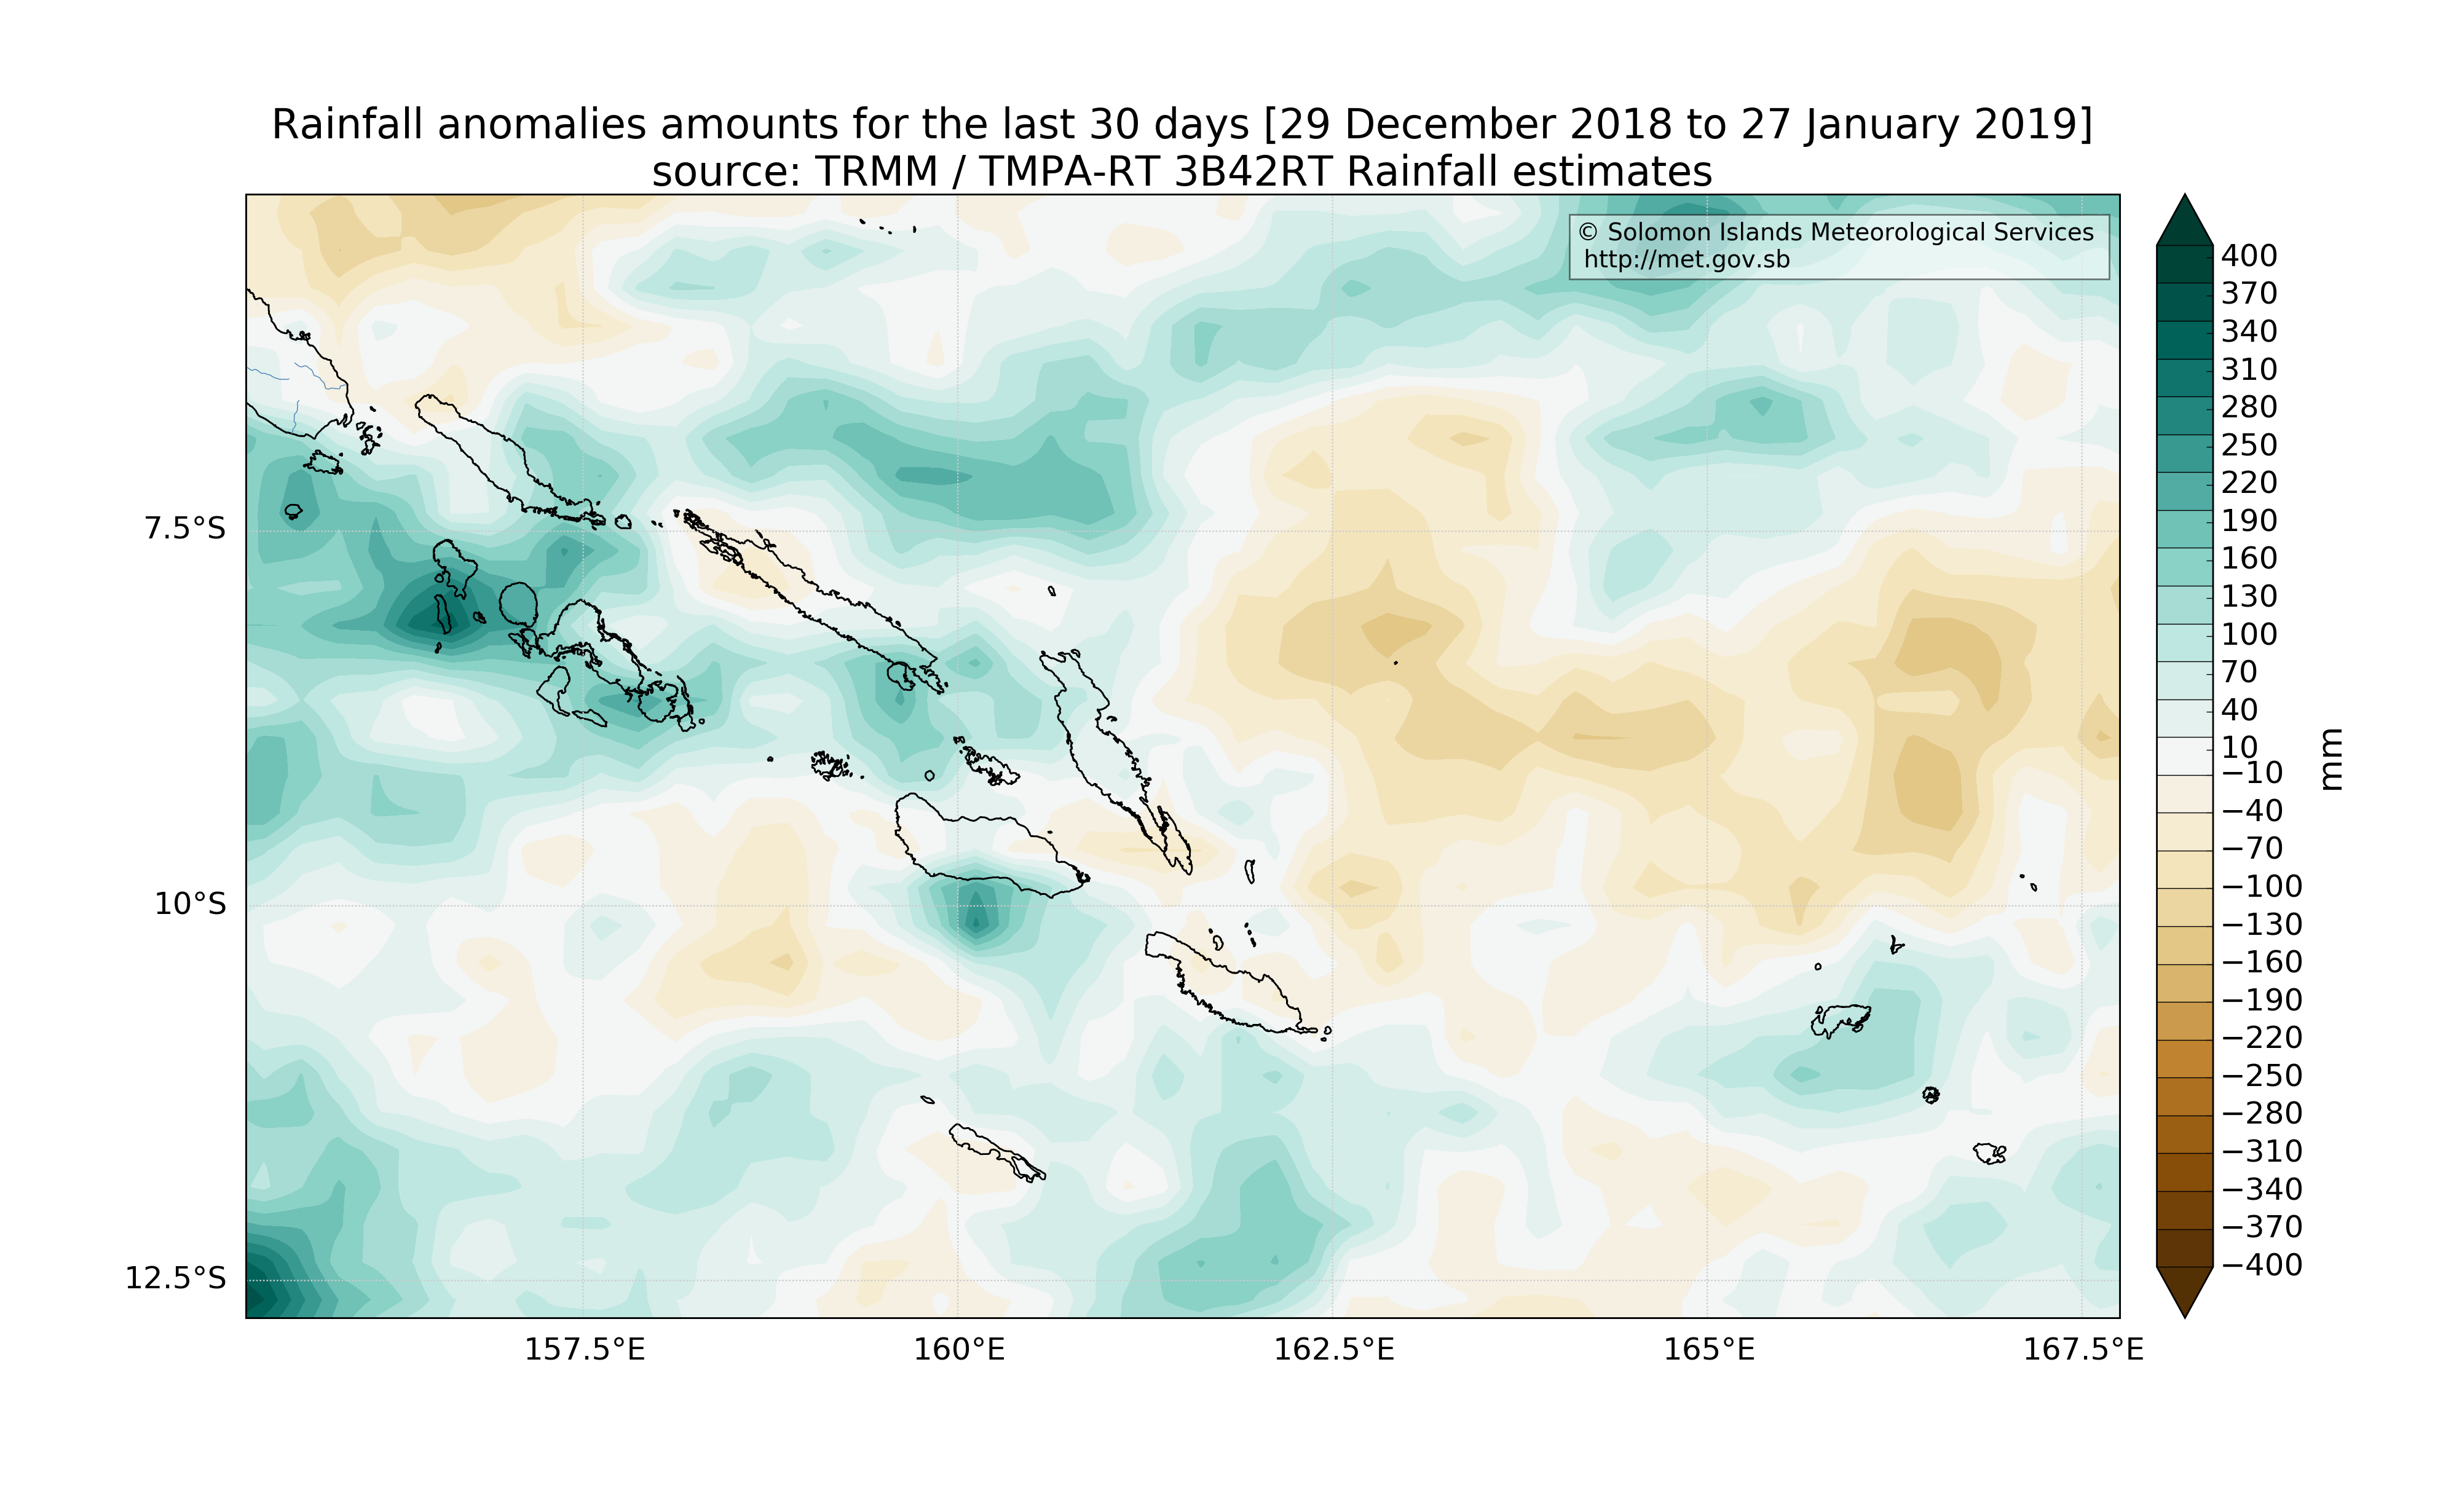 Rainfall anomalies amounts for the last 30 days [29 December 2018 to 27 January 2019]
source: TRMM / TMPA-RT 3B42RT Rainfall estimates
© Solomon Islands Meteorological Services
http://met.gov.sb
7.5°S
10°S
12.5°S
157.5°E
160°E
162.5°E
165°E
167.5°E
400
370
340
310
280
250
220
190
160
130
100
70
40
10
−10
−40
−70
−100
−130
−160
−190
−220
−250
−280
−310
−340
−370
−400
mm